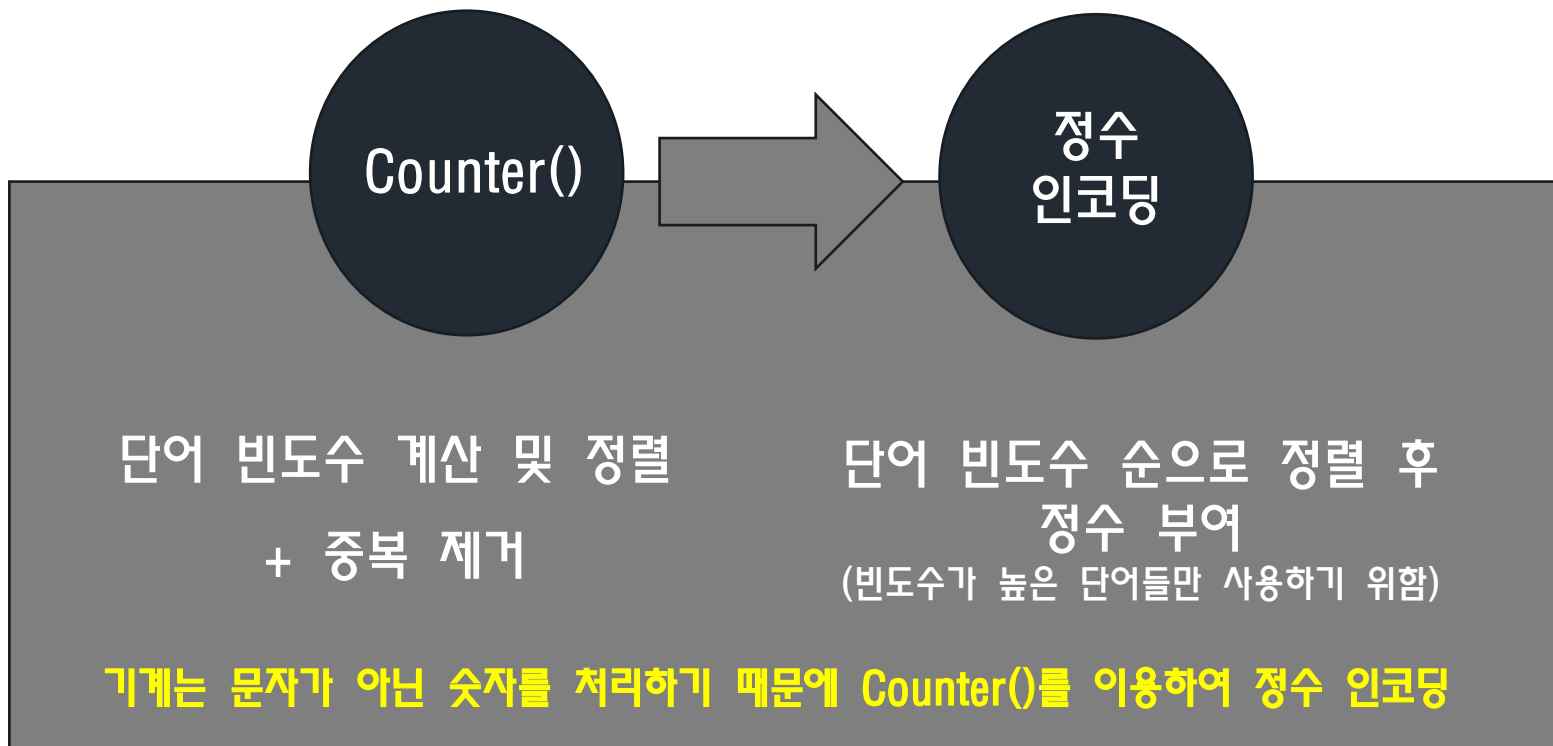 Counter()
정수
인코딩
단어 빈도수 계산 및 정렬
+ 중복 제거
단어 빈도수 순으로 정렬 후
정수 부여
(빈도수가 높은 단어들만 사용하기 위함)
기계는 문자가 아닌 숫자를 처리하기 때문에 Counter()를 이용하여 정수 인코딩